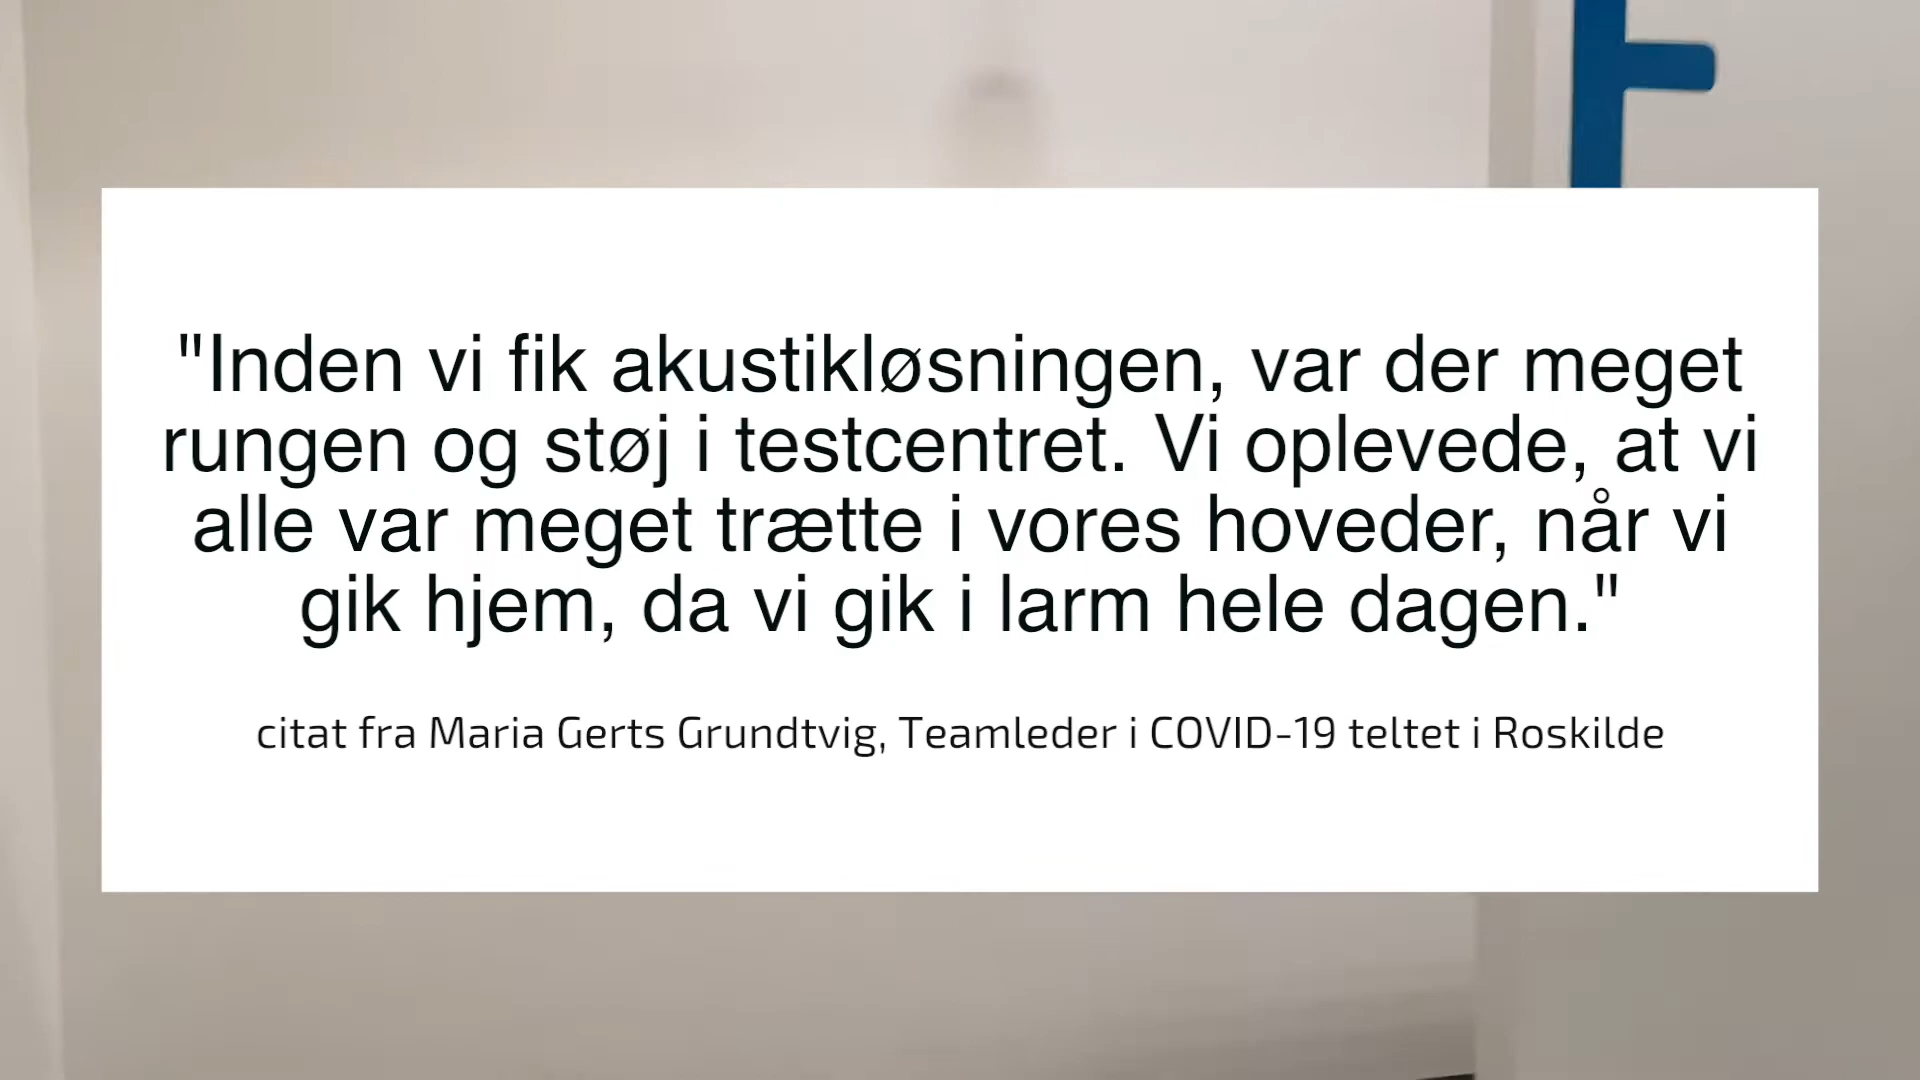 "Inden vi fik akustikløsningen, var der meget
rungen og støj i testcentret. Vi oplevede, at vi
alle var meget trætte i vores hoveder, når vi
gik hjem, da vi gik i larm hele dagen."
citat fra Maria Gerts Grundtvig, Teamleder i COVID-19 teltet i Roskilde